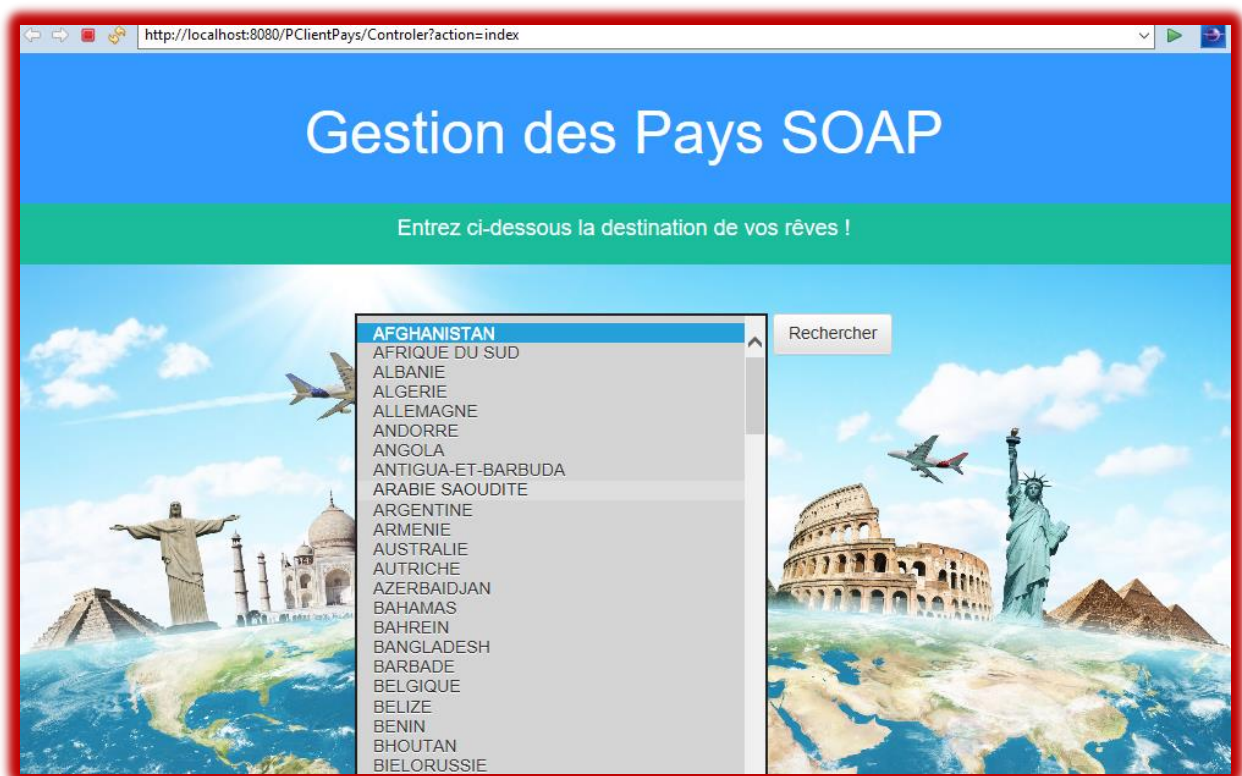 http://localhost:8080/PClientPays/Controler?action=index
Gestion des Pays SOAP
Entrez ci-dessous la destination de vos rêves !
AFGHANISTAN
Rechercher
AFRIQUE DU SUD
ALBANIE
ALGERIE
ALLEMAGNE
ANDORRE
ANGOLA
ANTIGUA-ET-BARBUDA
ARABIE SAOUDITE
ARGENTINE
ARMENIE
AUSTRALIE
AUTRICHE
AZERBAIDJAN
BAHAMAS
BAHREIN
BANGLADESH
BARBADE
BELGIQUE
BELIZE
BENIN
BHOUTAN
BIELORUSSIE